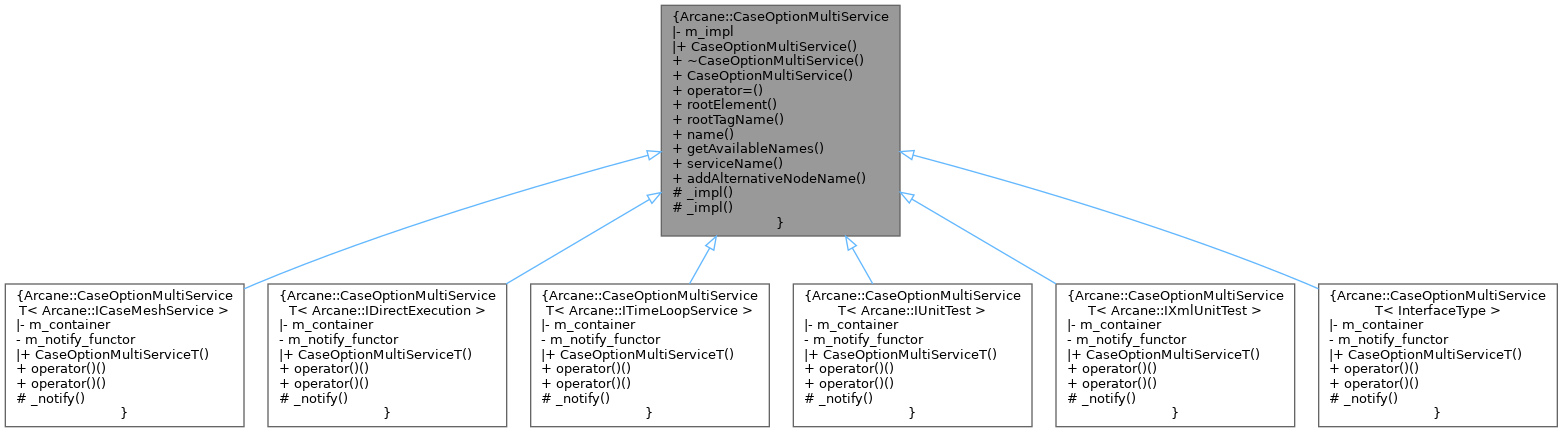 {Arcane::CaseOptionMultiService
|- m_impl
|+ CaseOptionMultiService()
+ ~CaseOptionMultiService()
+ CaseOptionMultiService()
+ operator=()
+ rootElement()
+ rootTagName()
+ name()
+ getAvailableNames()
+ serviceName()
+ addAlternativeNodeName()
# _impl()
# _impl()
}
{Arcane::CaseOptionMultiService
T< Arcane::ICaseMeshService >
|- m_container
- m_notify_functor
|+ CaseOptionMultiServiceT()
+ operator()()
+ operator()()
# _notify()
}
{Arcane::CaseOptionMultiService
T< Arcane::IDirectExecution >
|- m_container
- m_notify_functor
|+ CaseOptionMultiServiceT()
+ operator()()
+ operator()()
# _notify()
}
{Arcane::CaseOptionMultiService
T< Arcane::ITimeLoopService >
|- m_container
- m_notify_functor
|+ CaseOptionMultiServiceT()
+ operator()()
+ operator()()
# _notify()
}
{Arcane::CaseOptionMultiService
T< Arcane::IUnitTest >
|- m_container
- m_notify_functor
|+ CaseOptionMultiServiceT()
+ operator()()
+ operator()()
# _notify()
}
{Arcane::CaseOptionMultiService
T< Arcane::IXmlUnitTest >
|- m_container
- m_notify_functor
|+ CaseOptionMultiServiceT()
+ operator()()
+ operator()()
# _notify()
}
{Arcane::CaseOptionMultiService
T< InterfaceType >
|- m_container
- m_notify_functor
|+ CaseOptionMultiServiceT()
+ operator()()
+ operator()()
# _notify()
}